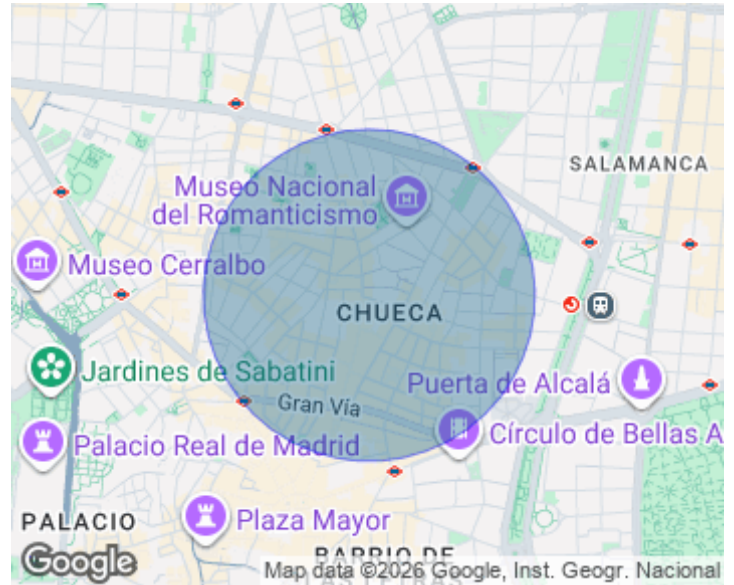 SALAMANCA
Museo Nacional
del Romanticismo
Museo Cerralbo
CHUECA
Jardines de Sabatini
Puerta de Alcalá
Gran Vía
Círculo de Bellas A
Palacio Real de Madrid
PALACIO
Plaza Mayor
BARRIO DE
Google
Map data ©2026 Google, Inst. Geogr. Nacional